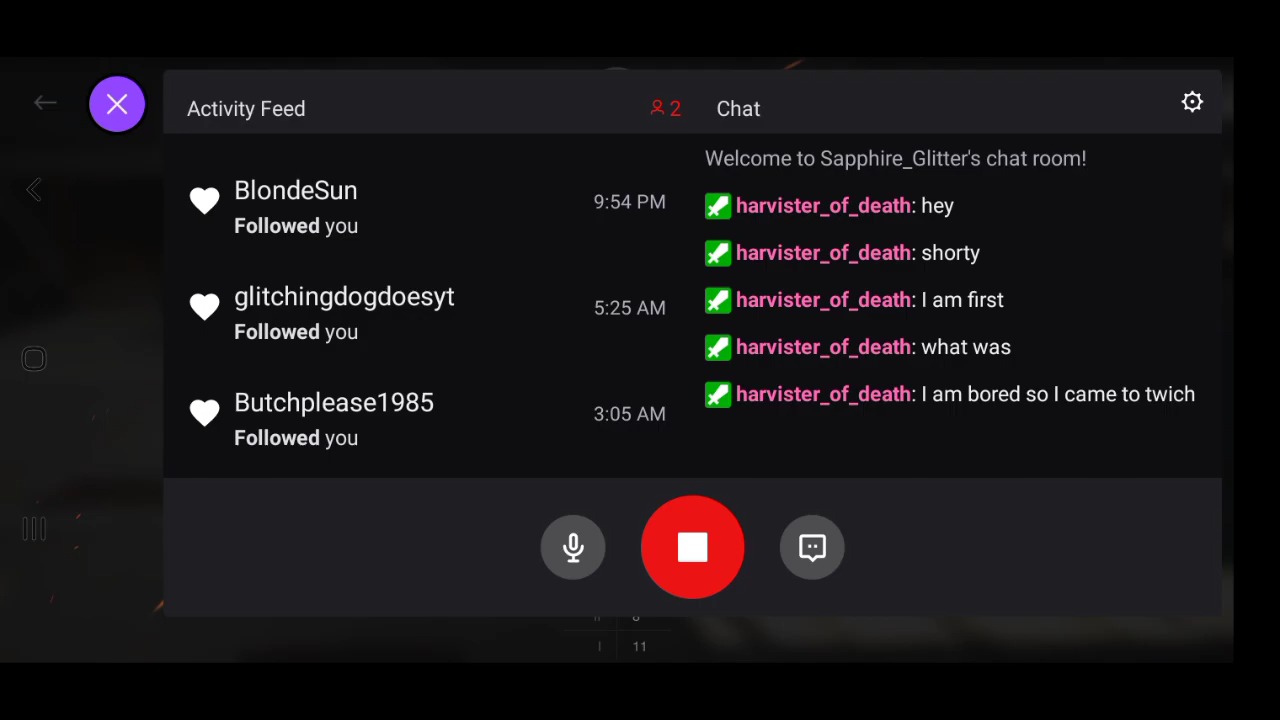 Activity Feed
2
Chat
BlondeSun
Followed you
9:54 PM
glitchingdogdoesyt
Followed you
5:25 AM
Butchplease1985
Followed you
3:05 AM
Welcome to Sapphire_Glitter's chat room!
harvister_of_death: hey
harvister_of_death: shorty
harvister_of_death: I am first
harvister_of_death: what was
harvister_of_death: I am bored so I came to twich
I 11